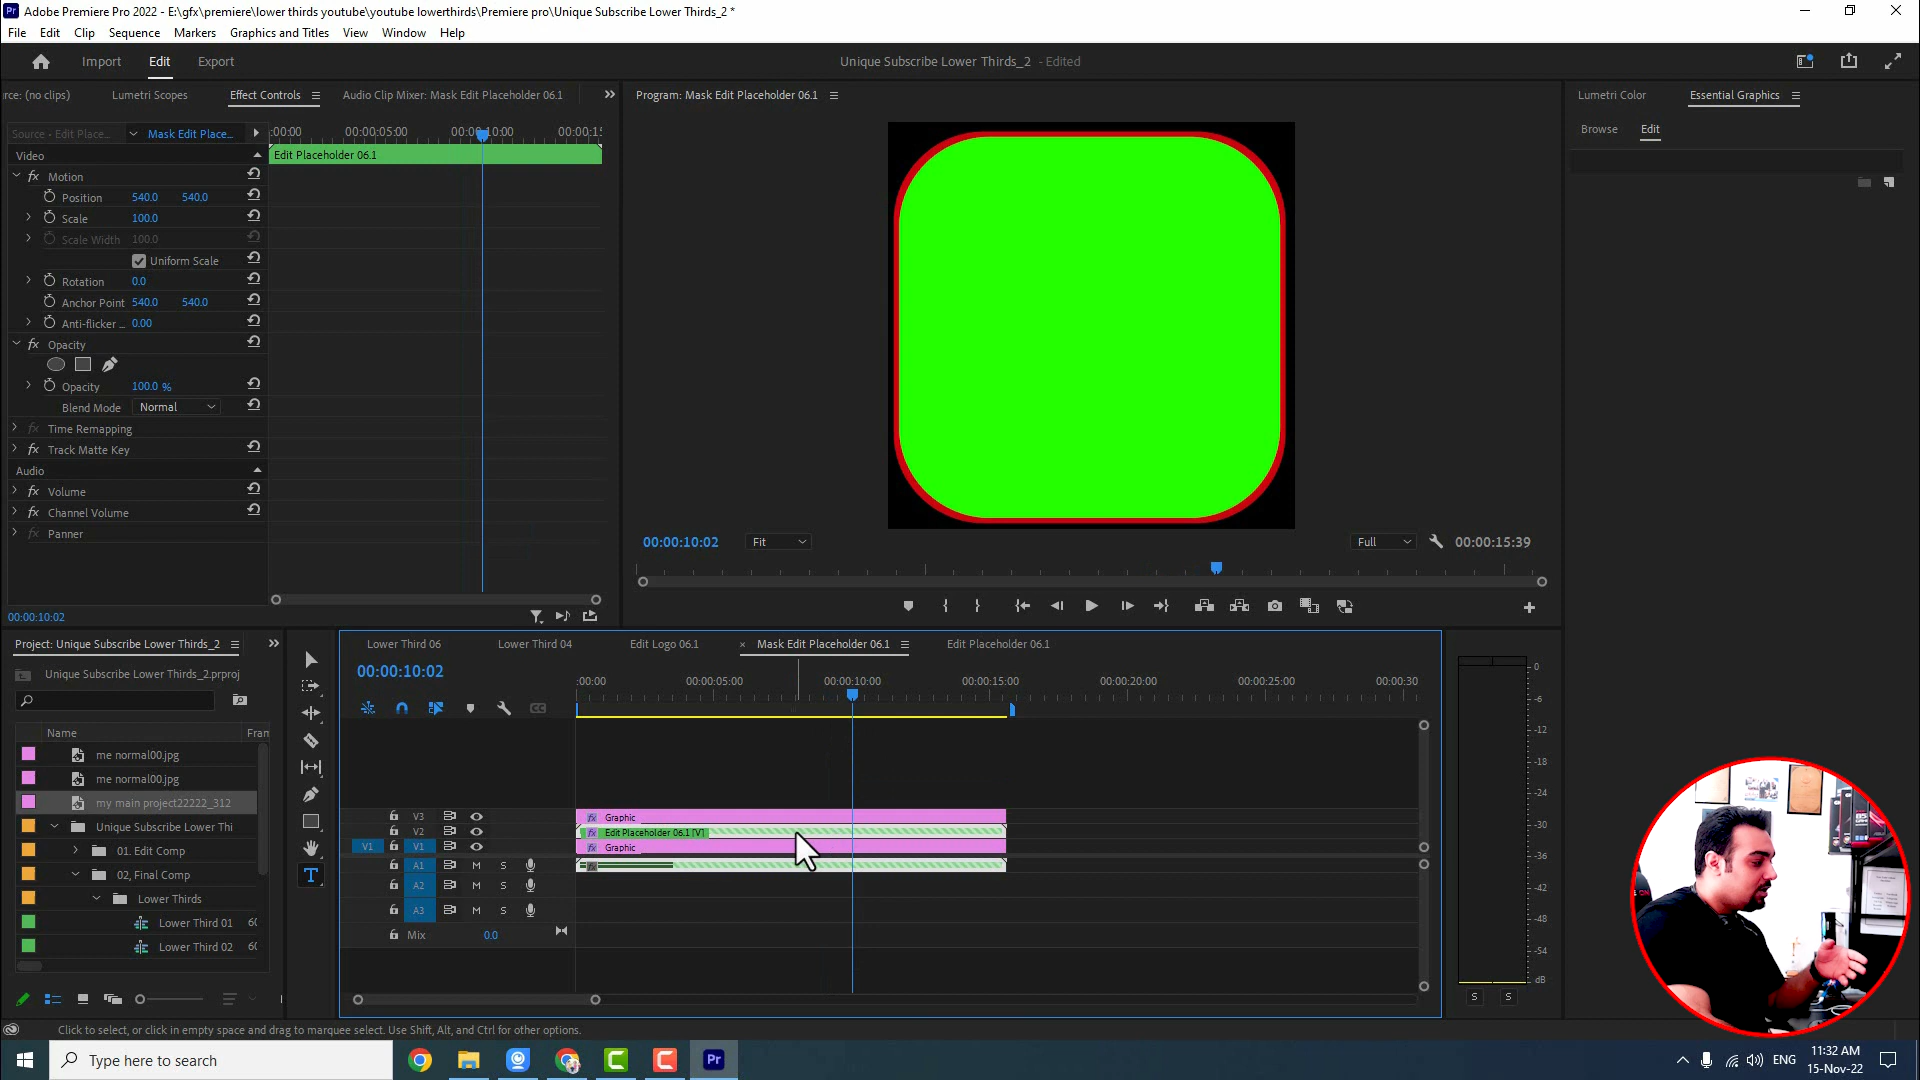 Adobe Premiere Pro 2022 - E:\gfx\premiere\lower thirds youtube\youtube lowerthirds\Premiere pro\Unique Subscribe Lower Thirds_2 *
File Edit Clip Sequence Markers Graphics and Titles View Window Help
Import Edit Export
Unique Subscribe Lower Thirds_2 - Edited
rce: (no clips) Lumetri Scopes Effect Controls Audio Clip Mixer: Mask Edit Placeholder 06.1
Program: Mask Edit Placeholder 06.1
Lumetri Color Essential Graphics
Browse Edit
Source - Edit Place... Mask Edit Place...
:00:00 00:00:05:00 00:00:10:00 00:00:15
Video
Edit Placeholder 06.1
fx Motion
Position 540.0 540.0
Scale 100.0
Scale Width 100.0
Uniform Scale
Rotation 0.0
Anchor Point 540.0 540.0
Anti-flicker ... 0.00
fx Opacity
Opacity 100.0 %
Blend Mode Normal
fx Time Remapping
fx Track Matte Key
Audio
fx Volume
fx Channel Volume
fx Panner
00:00:10:02
00:00:10:02 Fit Full 00:00:15:39
Project: Unique Subscribe Lower Thirds_2
Unique Subscribe Lower Thirds_2.prproj
Name Fram
me normal00.jpg
me normal00.jpg
my main project22222_312
Unique Subscribe Lower Thi
01. Edit Comp
02, Final Comp
Lower Thirds
Lower Third 01 60
Lower Third 02 60
Lower Third 06 Lower Third 04 Edit Logo 06.1 × Mask Edit Placeholder 06.1 Edit Placeholder 06.1
00:00:10:02
:00:00 00:00:05:00 00:00:10:00 00:00:15:00 00:00:20:00 00:00:25:00 00:00:30
V3 fx Graphic
V2 fx Edit Placeholder 06.1 [V]
V1 V1 fx Graphic
A1 M S fx
A2 M S
A3 M S
Mix 0.0
0
-6
-12
-18
-24
-30
-36
-42
-48
-54
dB
S S
Click to select, or click in empty space and drag to marquee select. Use Shift, Alt, and Ctrl for other options.
Type here to search
Pr
ENG
11:32 AM
15-Nov-22